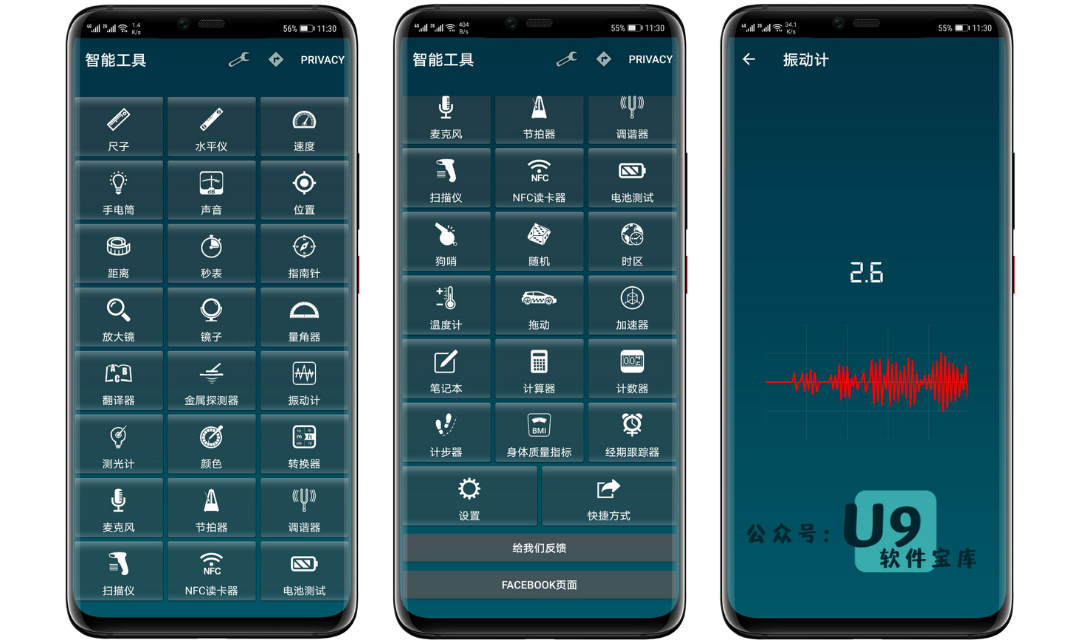 1.4 K/s 56% 11:30
智能工具 PRIVACY
尺子 水平仪 速度
手电筒 声音 位置
距离 秒表 指南针
放大镜 镜子 量角器
翻译器 金属探测器 振动计
测光计 颜色 转换器
麦克风 节拍器 调谐器
NFC
扫描仪 NFC读卡器 电池测试
404 B/s 55% 11:30
智能工具 PRIVACY
麦克风 节拍器 调谐器
NFC
扫描仪 NFC读卡器 电池测试
狗哨 随机 时区
温度计 拖动 加速器
笔记本 计算器 计数器
BMI
计步器 身体质量指标 经期跟踪器
设置 快捷方式
给我们反馈
FACEBOOK页面
34.1 K/s 55% 11:30
振动计
2.6
公众号：U9
软件宝库